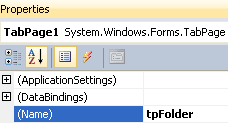 Properties
TabPage1 System.Windows.Forms.TabPage
(ApplicationSettings)
(DataBindings)
(Name) tpFolder